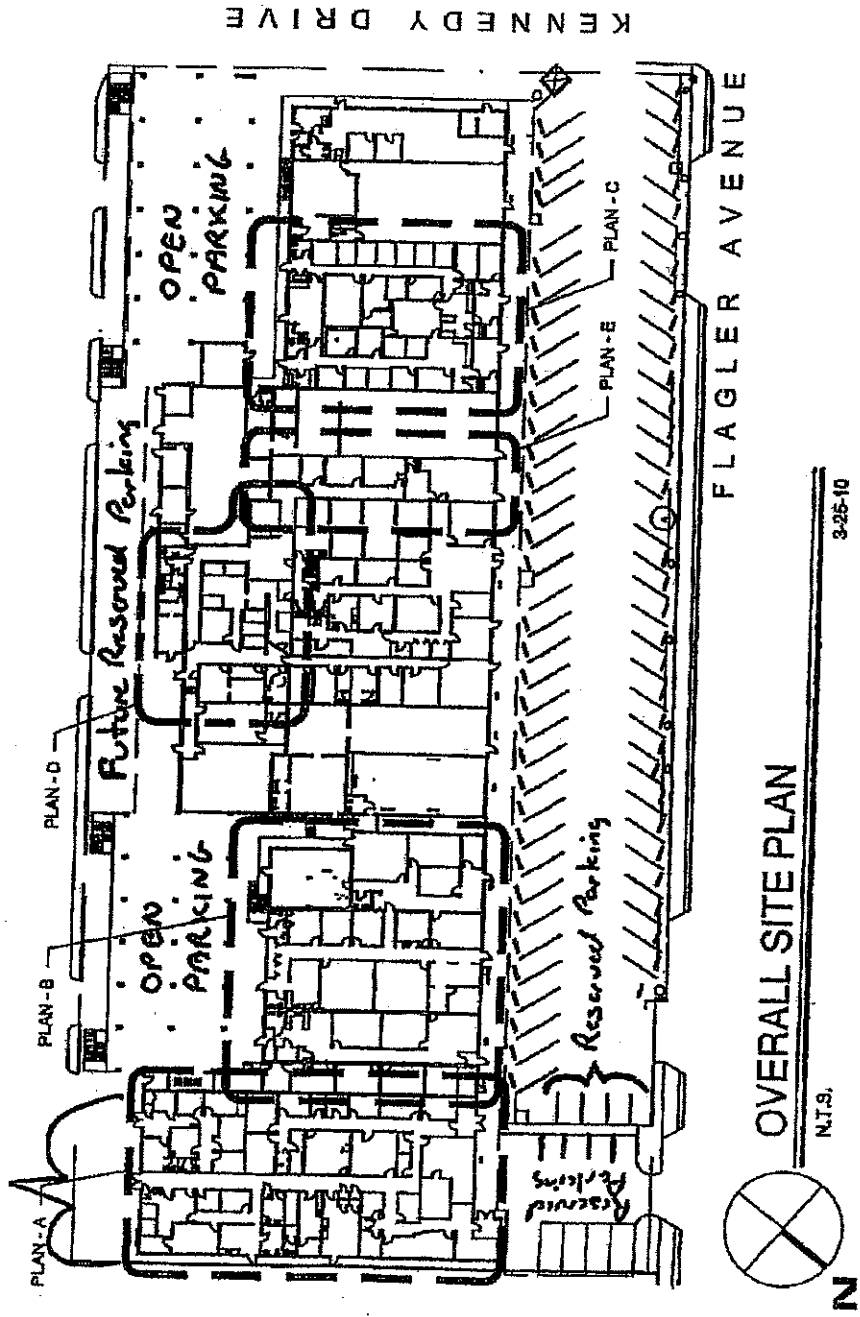 KENNEDY DRIVE
OPEN
PARKING
Future Reserved Parking
PLAN-D
OPEN
PARKING
PLAN-B
PLAN-A
PLAN-C
PLAN-E
FLAGLER AVENUE
Reserved Parking
Reserved
Parking
OVERALL SITE PLAN
N.T.S.
3-25-10
N